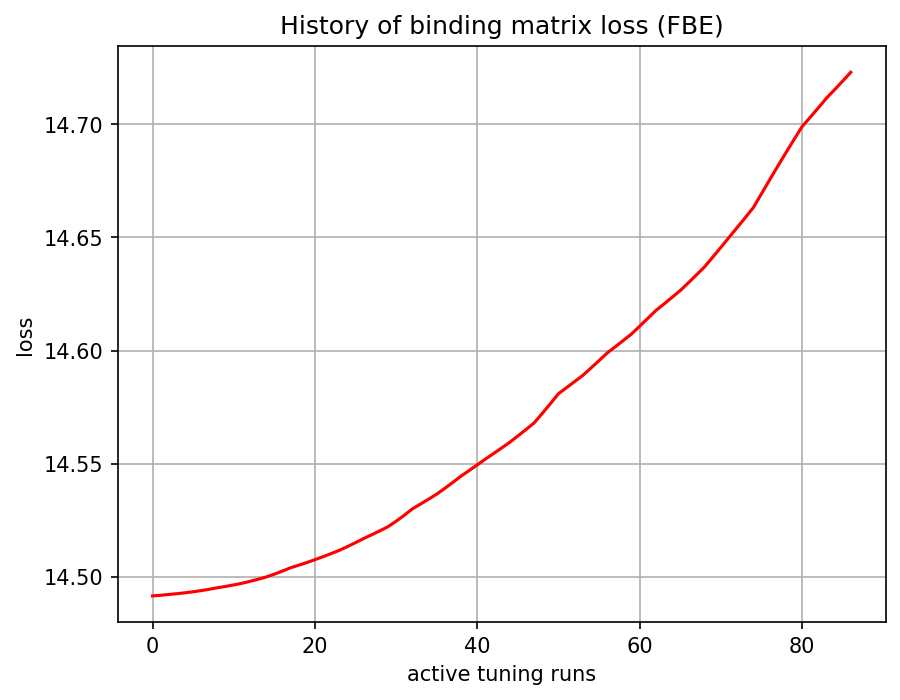 History of binding matrix loss (FBE)
loss
14.70
14.65
14.60
14.55
14.50
0 20 40 60 80
active tuning runs